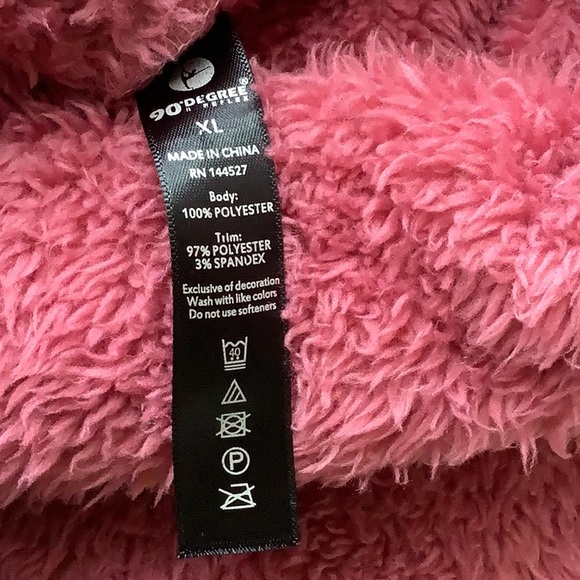 90°DEGREE®
BY REFLEX
XL
MADE IN CHINA
RN 144527
Body:
100% POLYESTER
Trim:
97% POLYESTER
3% SPANDEX
Exclusive of decoration
Wash with like colors
Do not use softeners
40
P